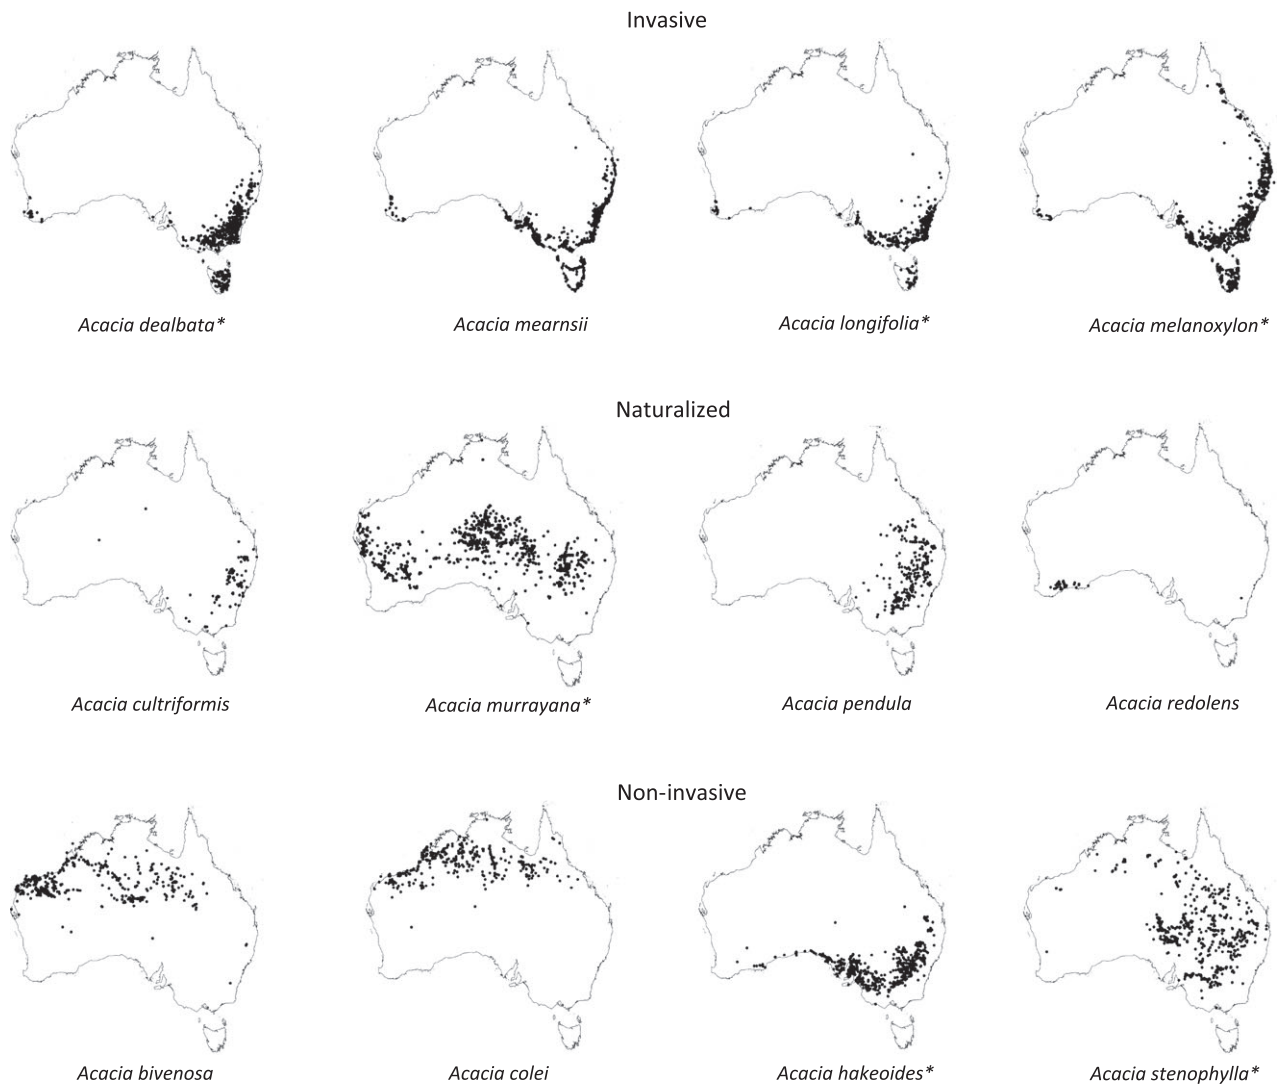 Invasive
Acacia dealbata*
Acacia mearnsii
Acacia longifolia*
Acacia melanoxylon*
Naturalized
Acacia cultriformis
Acacia murrayana*
Acacia pendula
Acacia redolens
Non-invasive
Acacia bivenosa
Acacia colei
Acacia hakeoides*
Acacia stenophylla*